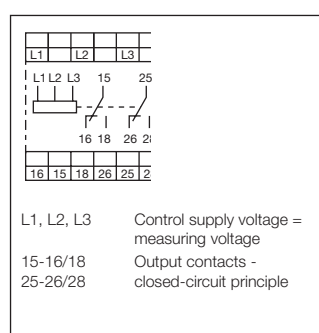 L1 L2 L3
L1 L2 L3 15 25
16 18 26
16 15 18 26 25
L1, L2, L3 Control supply voltage =
measuring voltage
15-16/18 Output contacts -
25-26/28 closed-circuit principle